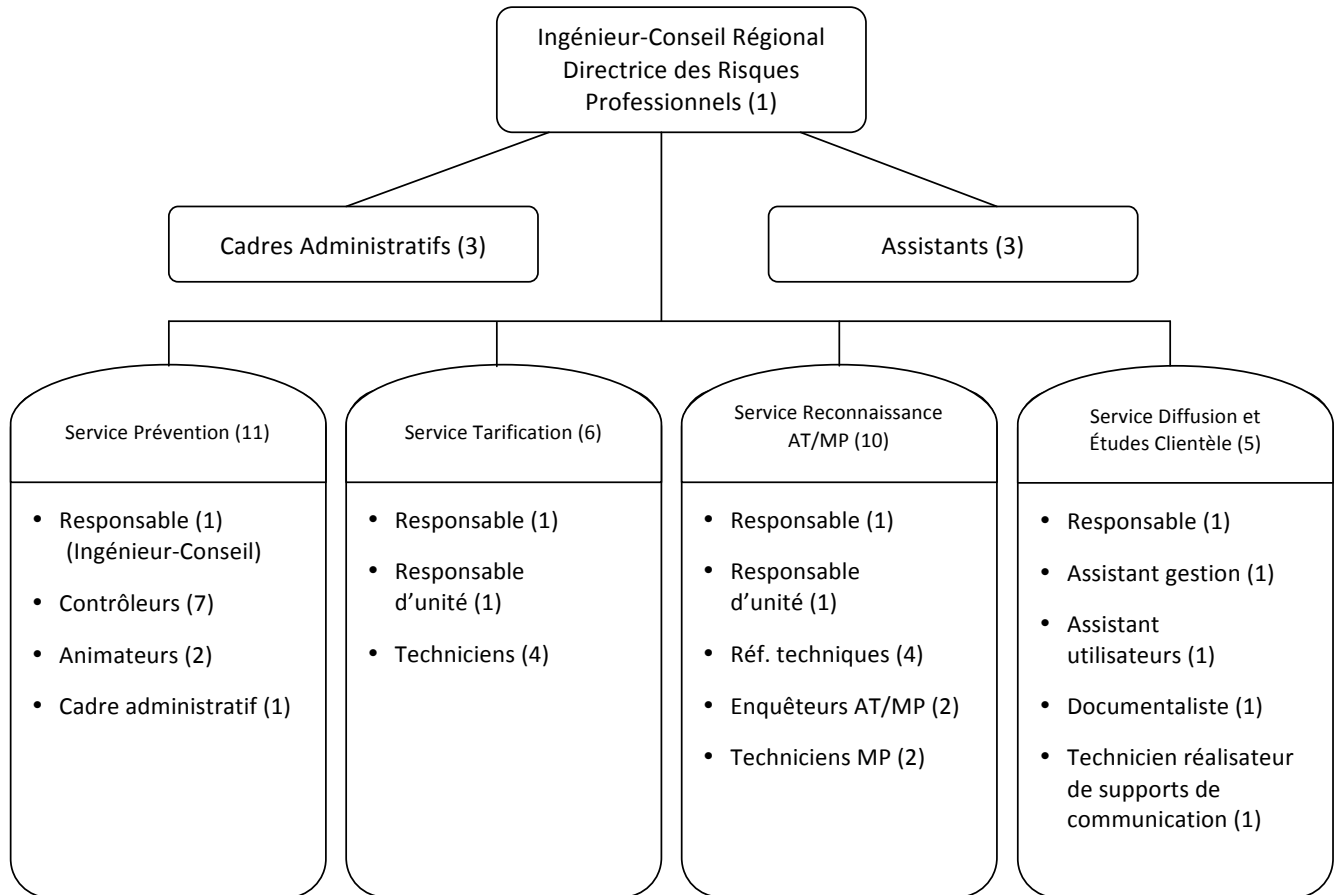 Ingénieur-Conseil Régional
Directrice des Risques
Professionnels (1)
Cadres Administratifs (3)
Assistants (3)
Service Prévention (11)
• Responsable (1)
(Ingénieur-Conseil)
• Contrôleurs (7)
• Animateurs (2)
• Cadre administratif (1)
Service Tarification (6)
• Responsable (1)
• Responsable
d’unité (1)
• Techniciens (4)
Service Reconnaissance
AT/MP (10)
• Responsable (1)
• Responsable
d’unité (1)
• Réf. techniques (4)
• Enquêteurs AT/MP (2)
• Techniciens MP (2)
Service Diffusion et
Études Clientèle (5)
• Responsable (1)
• Assistant gestion (1)
• Assistant
utilisateurs (1)
• Documentaliste (1)
• Technicien réalisateur
de supports de
communication (1)